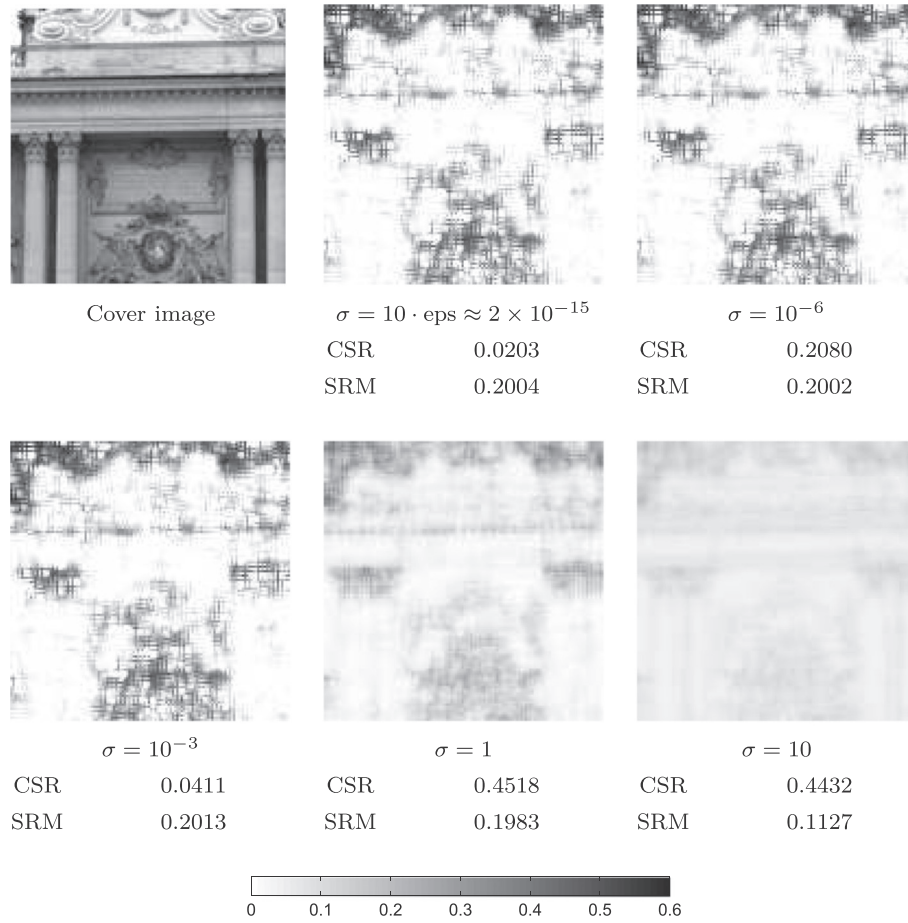 Cover image
σ = 10 · eps ≈ 2 × 10⁻¹⁵
CSR 0.0203
SRM 0.2004
σ = 10⁻⁶
CSR 0.2080
SRM 0.2002
σ = 10⁻³
CSR 0.0411
SRM 0.2013
σ = 1
CSR 0.4518
SRM 0.1983
σ = 10
CSR 0.4432
SRM 0.1127
0 0.1 0.2 0.3 0.4 0.5 0.6